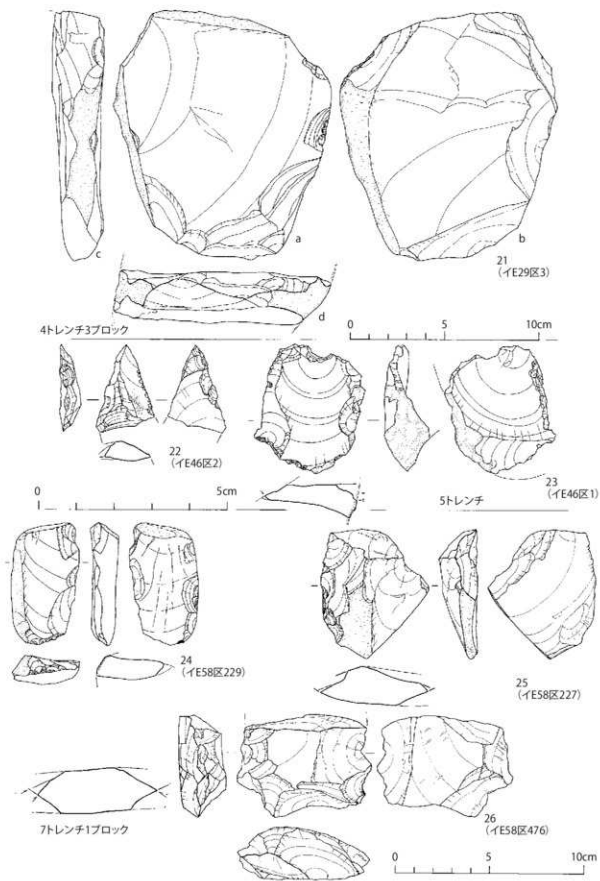 c
a
b
21
(イE29区3)
d
4トレンチ3ブロック
0 5 10cm
22
(イE46区2)
23
(イE46区1)
0 5cm
5トレンチ
24
(イE58区229)
25
(イE58区227)
26
(イE58区476)
7トレンチ1ブロック
0 5 10cm